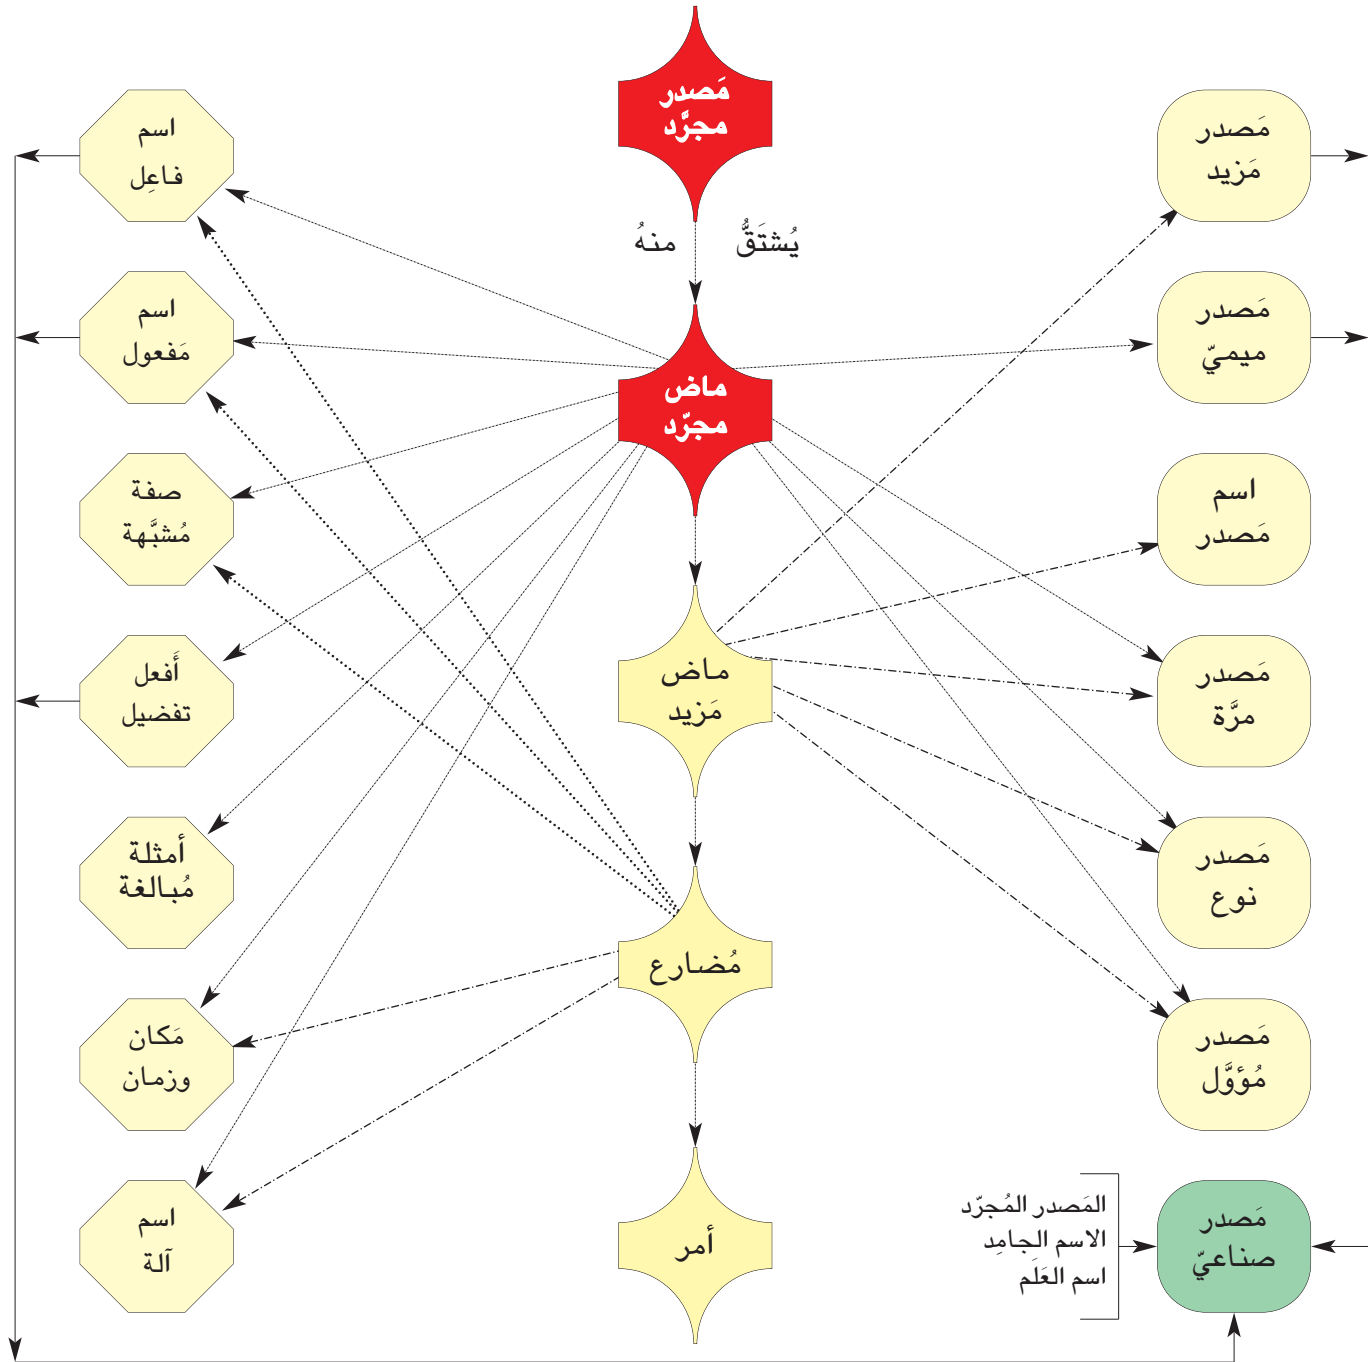 مَصدر
مجرَّد
يُشتَقُّ منهُ
ماض
مجرّد
ماض
مَزيد
مُضارع
أمر
مَصدر
مَزيد
مَصدر
ميميّ
اسم
مَصدر
مَصدر
مرَّة
مَصدر
نوع
مَصدر
مُؤوَّل
مَصدر
صناعيّ
المَصدر المُجرّد
الاسم الجامِد
اسم العَلَم
اسم
فاعِل
اسم
مَفعول
صفة
مُشبَّهة
أَفعل
تفضيل
أمثلة
مُبالغة
مَكان
وزمان
اسم
آلة